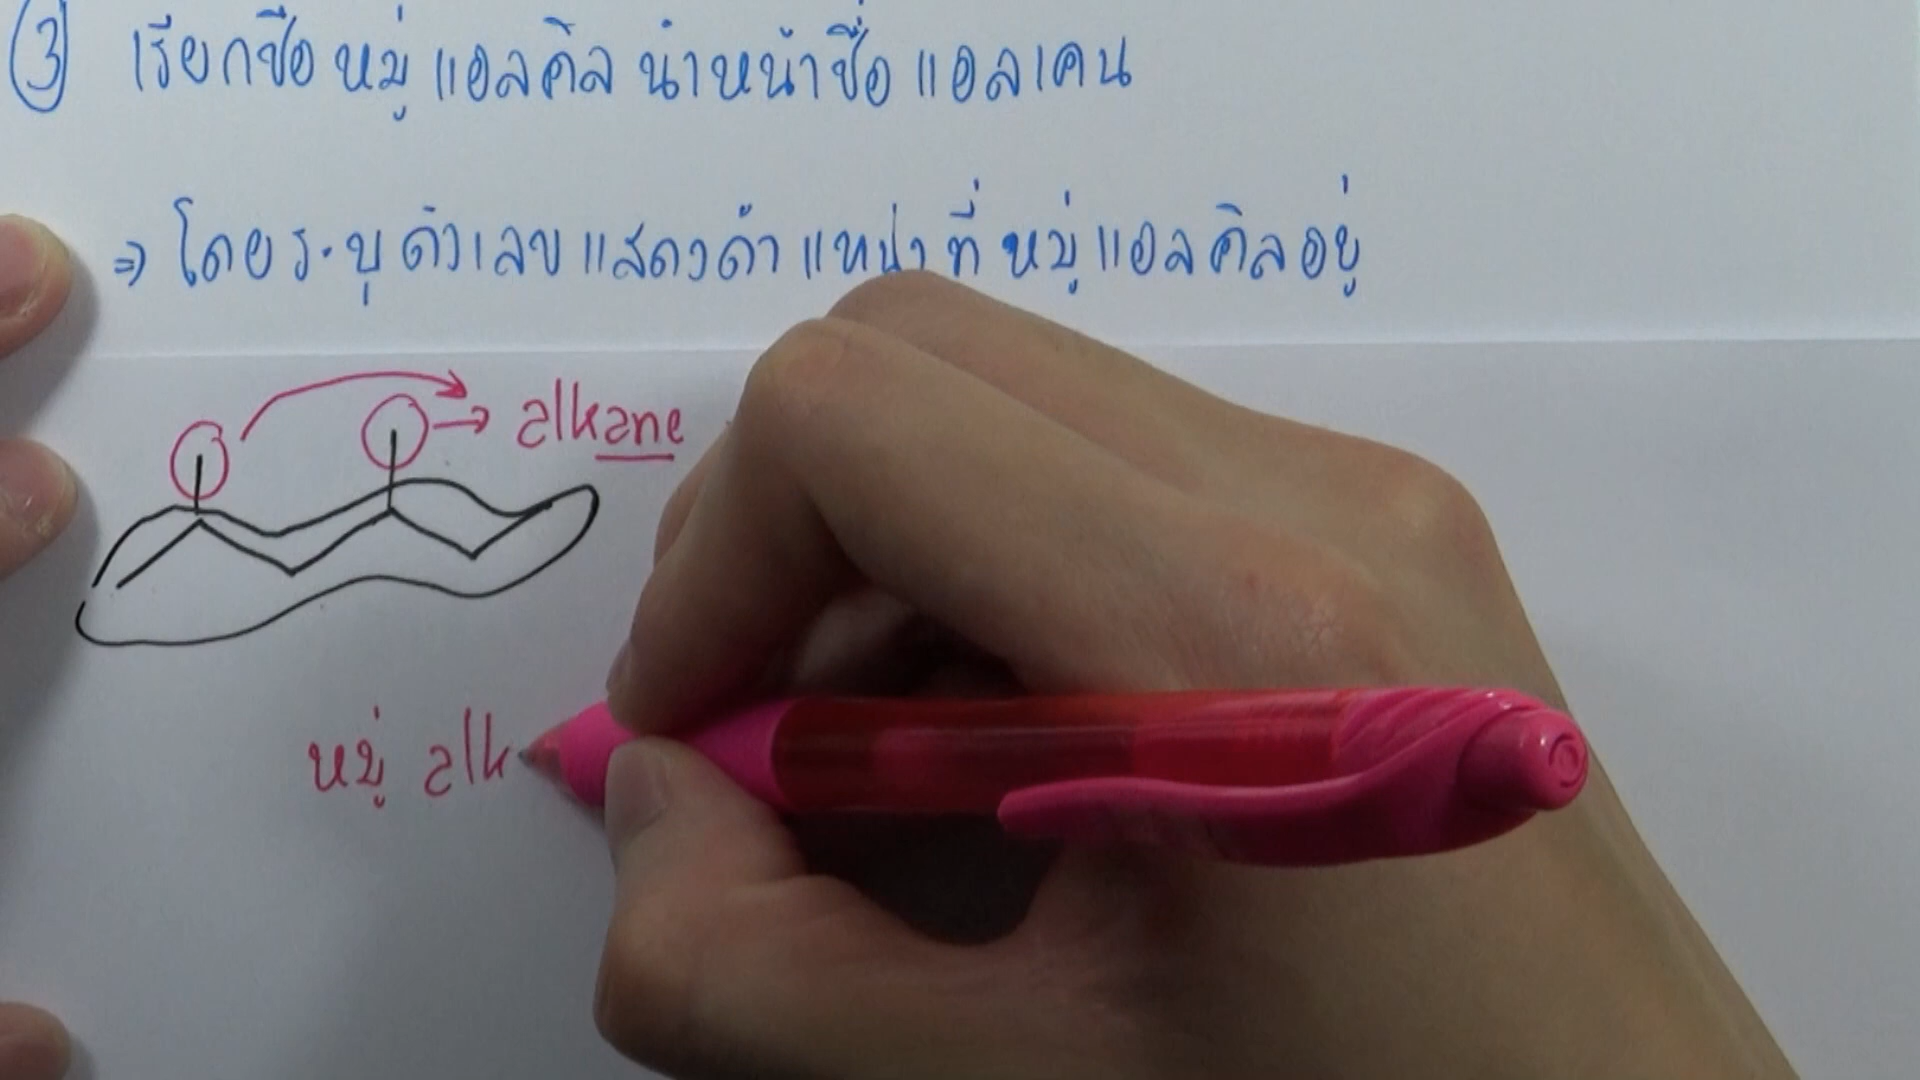 3 เรียกชื่อ หมู่ แอลคิล นำหน้าชื่อ แอลเคน
⇒ โดยระบุ ตัวเลข แสดงตำแหน่ง ที่ หมู่ แอลคิล อยู่
→ alkane
หมู่ alk